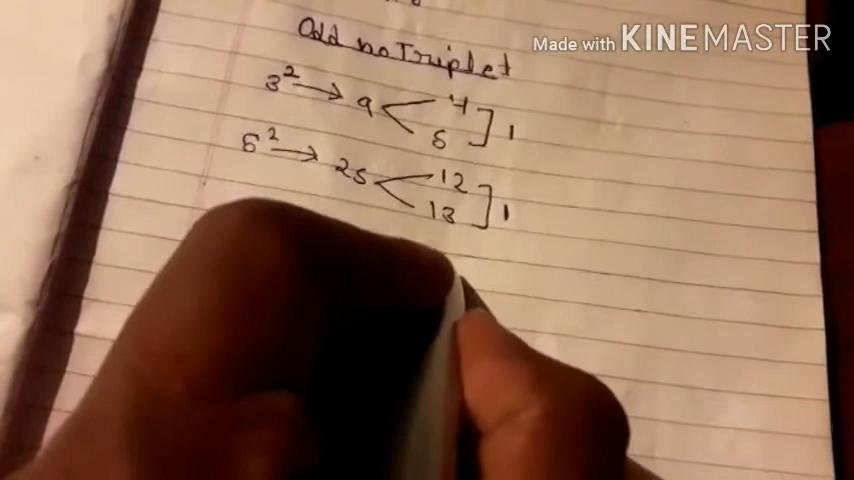 Made with KINEMASTER
Odd no Triplet
3² → 9 < 4
5 ] 1
5² → 25 < 12
13 ] 1